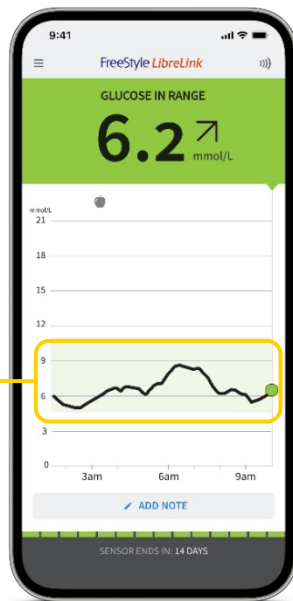 9:41
FreeStyle LibreLink
GLUCOSE IN RANGE
6.2
mmol/L
mmol/L
21
18
15
12
9
6
3
0
3am 6am 9am
ADD NOTE
SENSOR ENDS IN: 14 DAYS